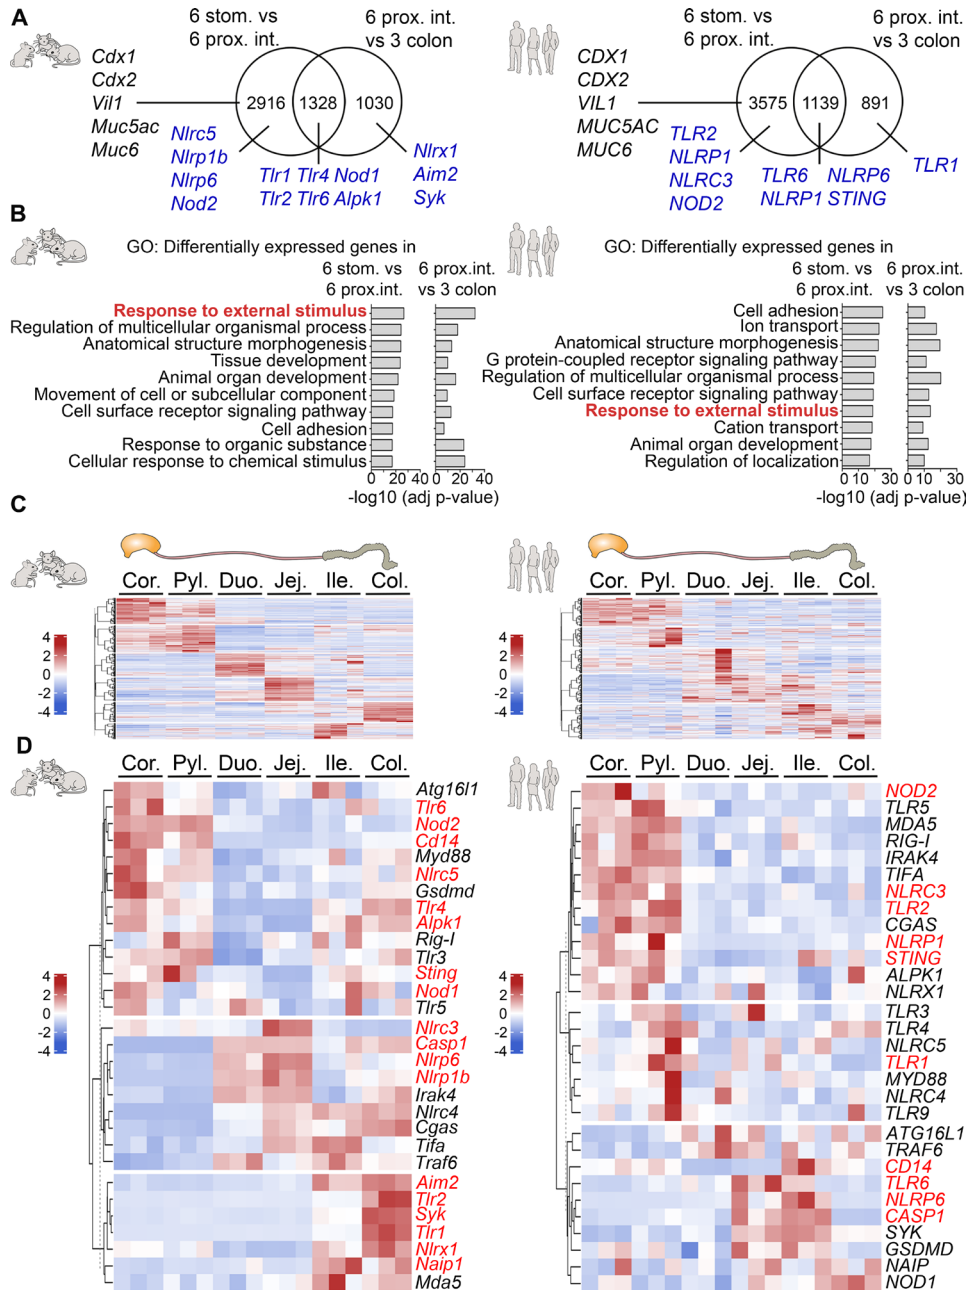 A
6 stom. vs
6 prox. int.
6 prox. int.
vs 3 colon
Cdx1
Cdx2
Vil1
Muc5ac
Muc6
2916
1328
1030
Nlrc5
Nlrp1b
Nlrp6
Nod2
Tlr1 Tlr4 Nod1
Tlr2 Tlr6 Alpk1
Nlrx1
Aim2
Syk
6 stom. vs
6 prox. int.
6 prox. int.
vs 3 colon
CDX1
CDX2
VIL1
MUC5AC
MUC6
3575
1139
891
TLR2
NLRP1
NLRC3
NOD2
TLR6 NLRP6
NLRP1 STING
TLR1
B
GO: Differentially expressed genes in
6 stom. vs
6 prox.int.
6 prox.int.
vs 3 colon
Response to external stimulus
Regulation of multicellular organismal process
Anatomical structure morphogenesis
Tissue development
Animal organ development
Movement of cell or subcellular component
Cell surface receptor signaling pathway
Cell adhesion
Response to organic substance
Cellular response to chemical stimulus
0 20 40 0 20 40
-log10 (adj p-value)
GO: Differentially expressed genes in
6 stom. vs
6 prox.int.
6 prox.int.
vs 3 colon
Cell adhesion
Ion transport
Anatomical structure morphogenesis
G protein-coupled receptor signaling pathway
Regulation of multicellular organismal process
Cell surface receptor signaling pathway
Response to external stimulus
Cation transport
Animal organ development
Regulation of localization
0 10 30 0 10 30
-log10 (adj p-value)
C
Cor. Pyl. Duo. Jej. Ile. Col.
4
2
0
-2
-4
Cor. Pyl. Duo. Jej. Ile. Col.
4
2
0
-2
-4
D
Cor. Pyl. Duo. Jej. Ile. Col.
4
2
0
-2
-4
Atg16l1
Tlr6
Nod2
Cd14
Myd88
Nlrc5
Gsdmd
Tlr4
Alpk1
Rig-I
Tlr3
Sting
Nod1
Tlr5
Nlrc3
Casp1
Nlrp6
Nlrp1b
Irak4
Nlrc4
Cgas
Tifa
Traf6
Aim2
Tlr2
Syk
Tlr1
Nlrx1
Naip1
Mda5
Cor. Pyl. Duo. Jej. Ile. Col.
4
2
0
-2
-4
NOD2
TLR5
MDA5
RIG-I
IRAK4
TIFA
NLRC3
TLR2
CGAS
NLRP1
STING
ALPK1
NLRX1
TLR3
TLR4
NLRC5
TLR1
MYD88
NLRC4
TLR9
ATG16L1
TRAF6
CD14
TLR6
NLRP6
CASP1
SYK
GSDMD
NAIP
NOD1